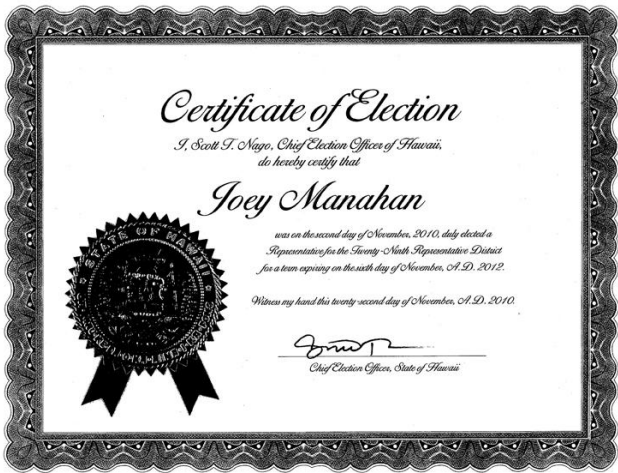 Certificate of Election
I, Scott T. Nago, Chief Election Officer of Hawaii,
do hereby certify that
Joey Manahan
was on the second day of November, 2010, duly elected a
Representative for the Twenty-Ninth Representative District
for a term expiring on the sixth day of November, A.D. 2012.
Witness my hand this twenty-second day of November, A.D. 2010.
STATE OF HAWAII
Chief Election Officer, State of Hawaii